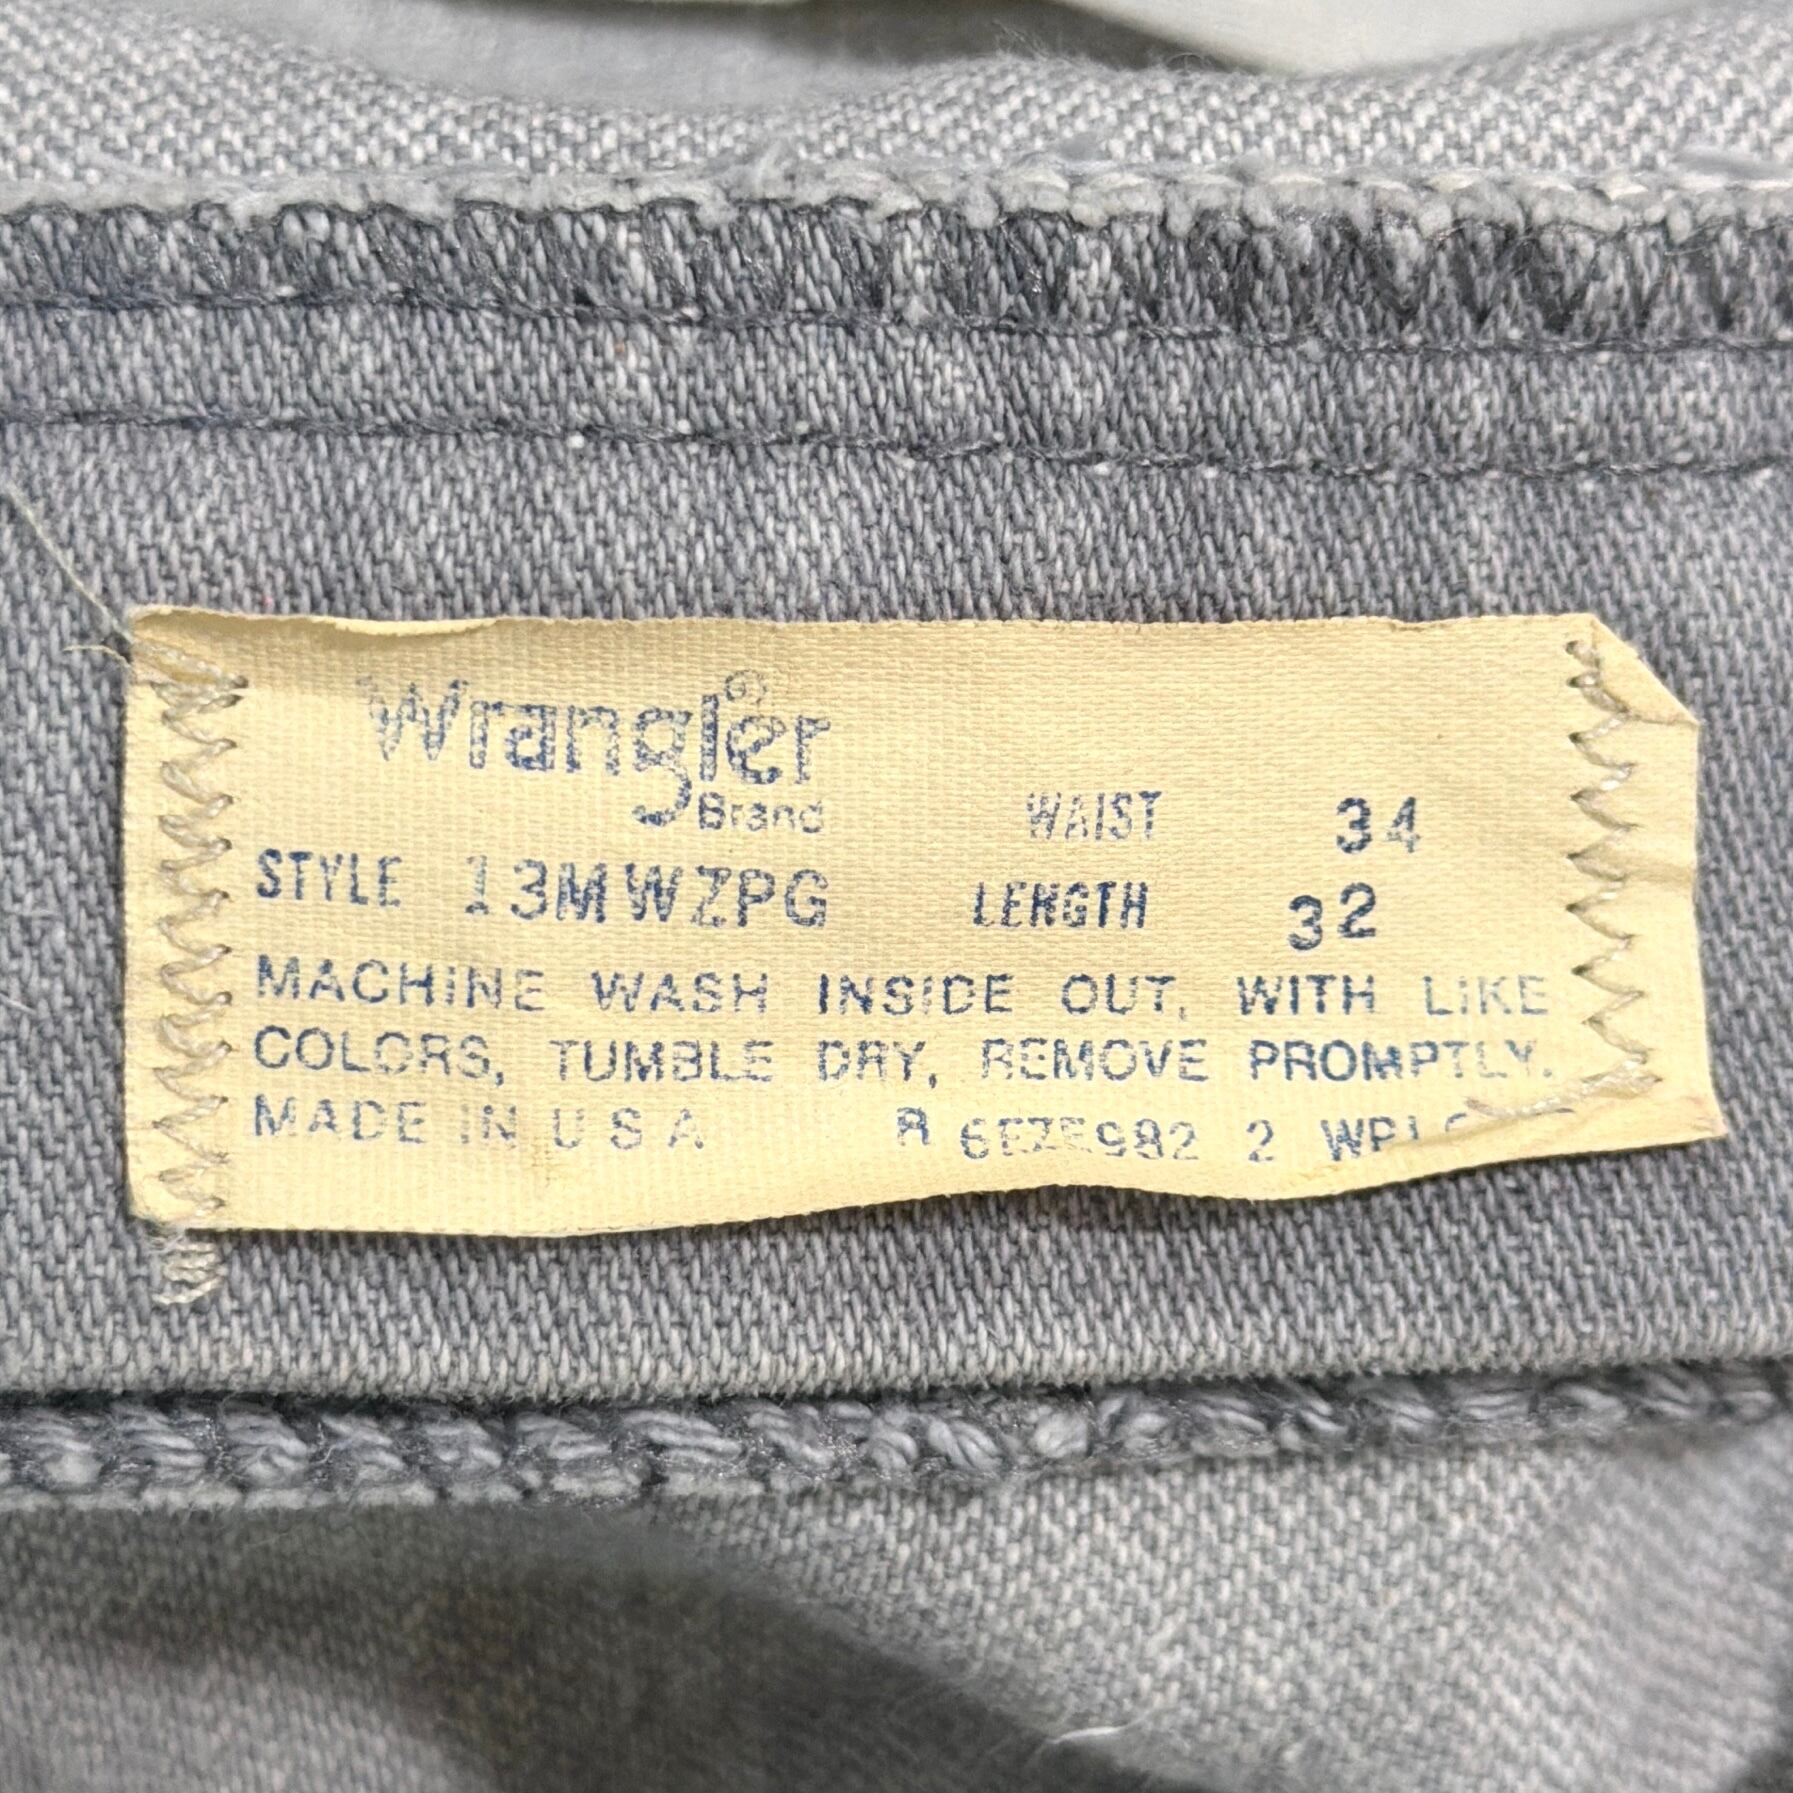 Wrangler®
Brand
WAIST 34
STYLE 13MWZPG LENGTH 32
MACHINE WASH INSIDE OUT, WITH LIKE
COLORS, TUMBLE DRY, REMOVE PROMPTLY.
MADE IN U S A R 2